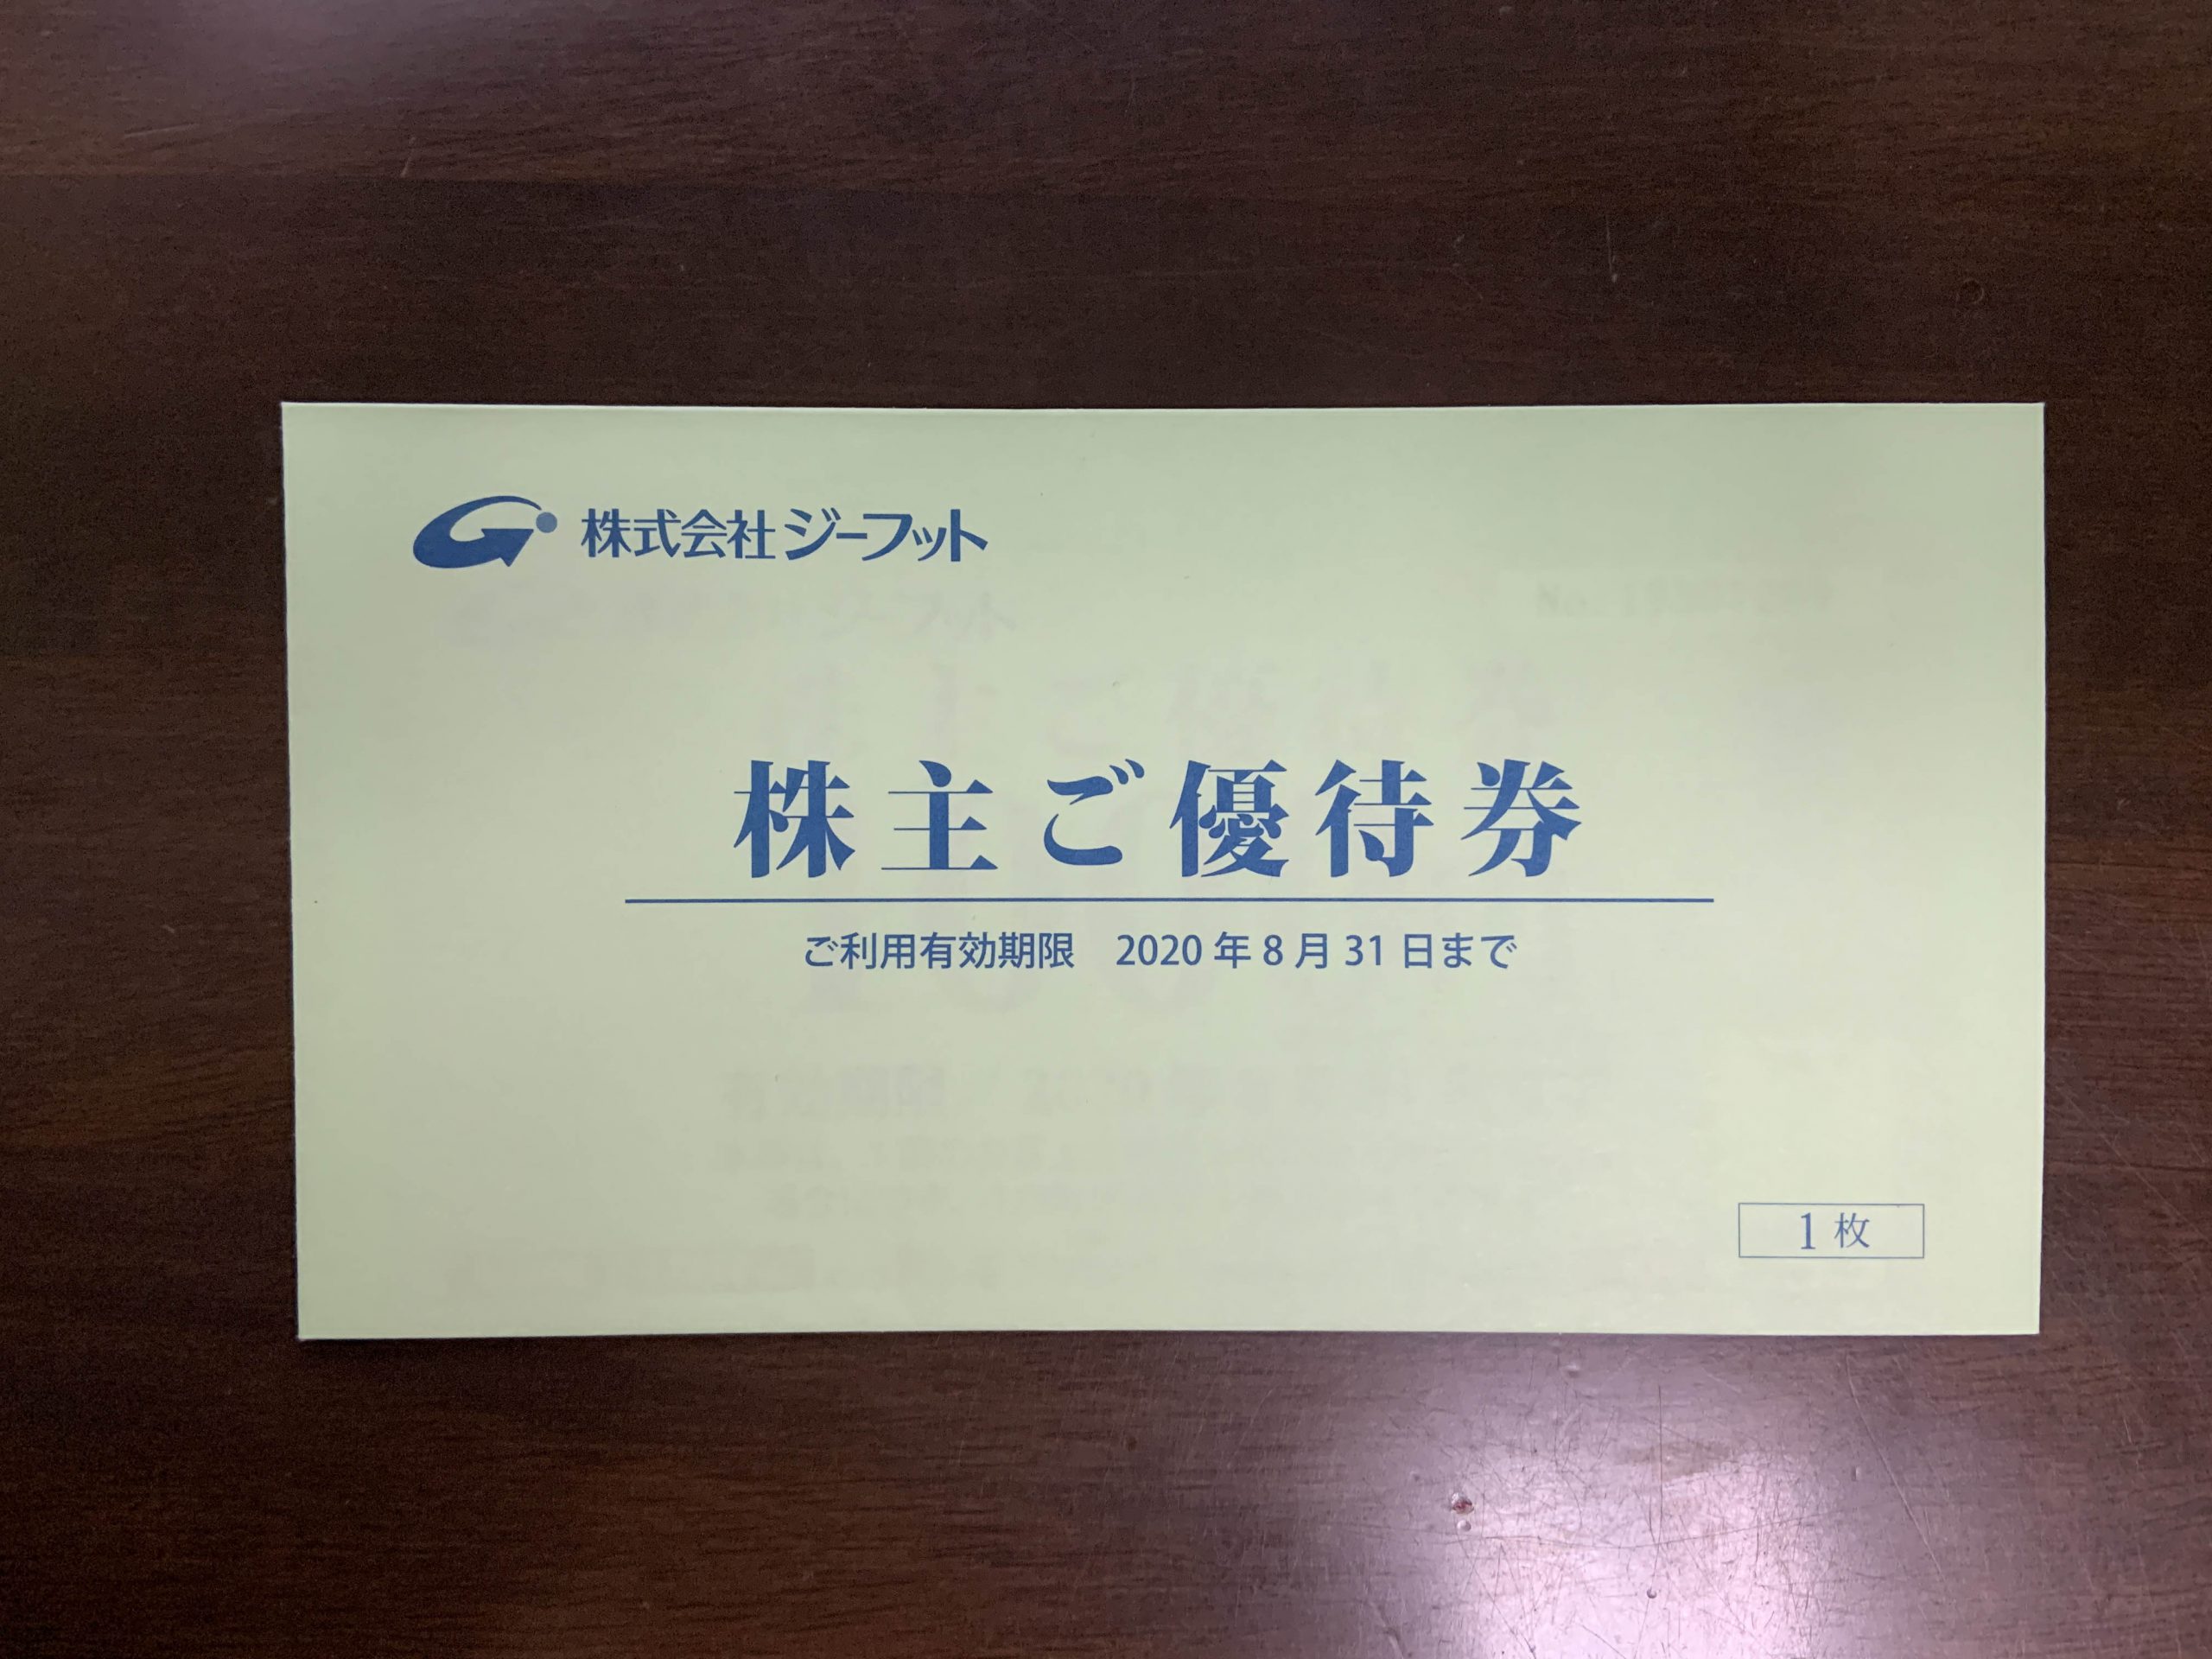 株式会社ジーフット
株主ご優待券
ご利用有効期限　2020年8月31日まで
1枚